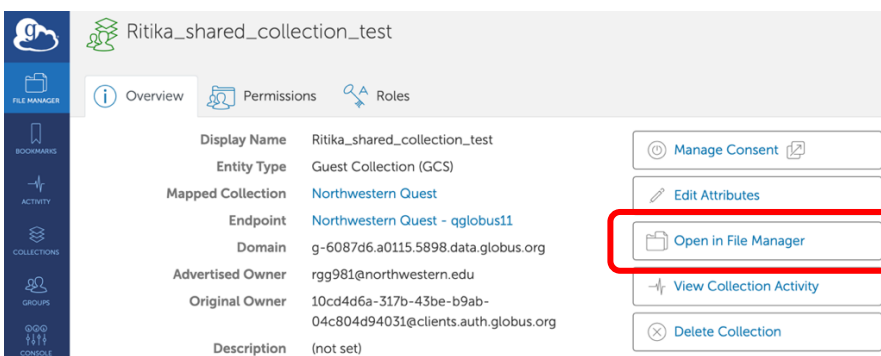 g
Ritika_shared_collection_test
FILE MANAGER
BOOKMARKS
ACTIVITY
COLLECTIONS
GROUPS
CONSOLE
Overview
Permissions
Roles
Display Name Ritika_shared_collection_test
Entity Type Guest Collection (GCS)
Mapped Collection Northwestern Quest
Endpoint Northwestern Quest - qglobus11
Domain g-6087d6.a0115.5898.data.globus.org
Advertised Owner rgg981@northwestern.edu
Original Owner 10cd4d6a-317b-43be-b9ab-
04c804d94031@clients.auth.globus.org
Description (not set)
Manage Consent
Edit Attributes
Open in File Manager
View Collection Activity
Delete Collection